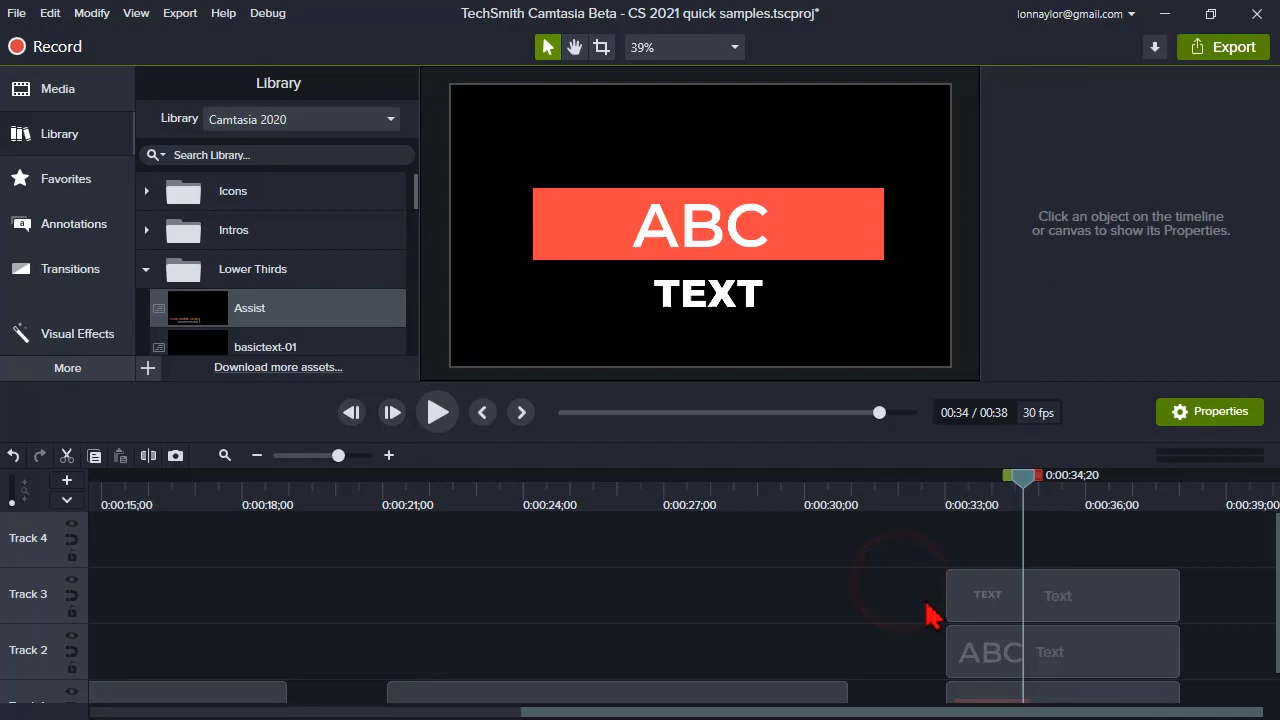 File Edit Modify View Export Help Debug TechSmith Camtasia Beta - CS 2021 quick samples.tscproj* lonnaylor@gmail.com
Record 39% Export
Media
Library
Favorites
Annotations
Transitions
Visual Effects
More
Library
Library Camtasia 2020
Search Library...
Icons
Intros
Lower Thirds
Assist
basictext-01
Download more assets...
ABC
TEXT
Click an object on the timeline
or canvas to show its Properties.
00:34 / 00:38 30 fps Properties
0:00:34;20
0:00:15;00 0:00:18;00 0:00:21;00 0:00:24;00 0:00:27;00 0:00:30;00 0:00:33;00 0:00:36;00 0:00:39;00
Track 4
Track 3 TEXT Text
Track 2 ABC Text